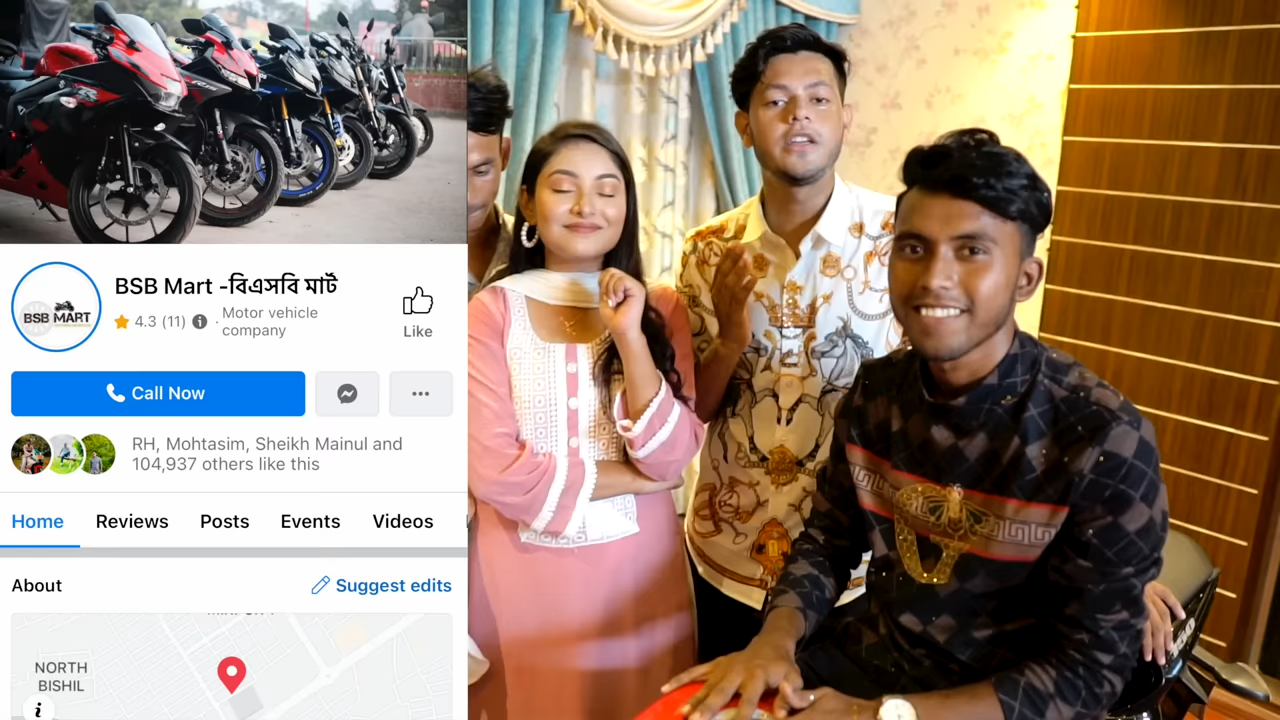 BSB MART
BSB Mart -বিএসবি মার্ট
4.3 (11) · Motor vehicle
company
Like
Call Now
RH, Mohtasim, Sheikh Mainul and
104,937 others like this
Home Reviews Posts Events Videos
About Suggest edits
NORTH
BISHIL